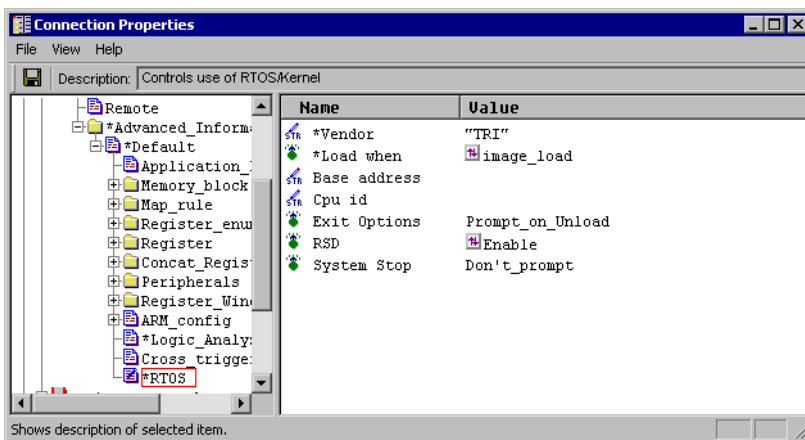 Connection Properties
File View Help
Description: Controls use of RTOS/Kernel
Remote
*Advanced_Inform
*Default
Application_
Memory_block
Map_rule
Register_enu
Register
Concat_Regis
Peripherals
Register_Win
ARM_config
*Logic_Analy
Cross_trigge
*RTOS
Name Value
*Vendor "TRI"
*Load when image_load
Base address
Cpu id
Exit Options Prompt_on_Unload
RSD Enable
System Stop Don't_prompt
Shows description of selected item.